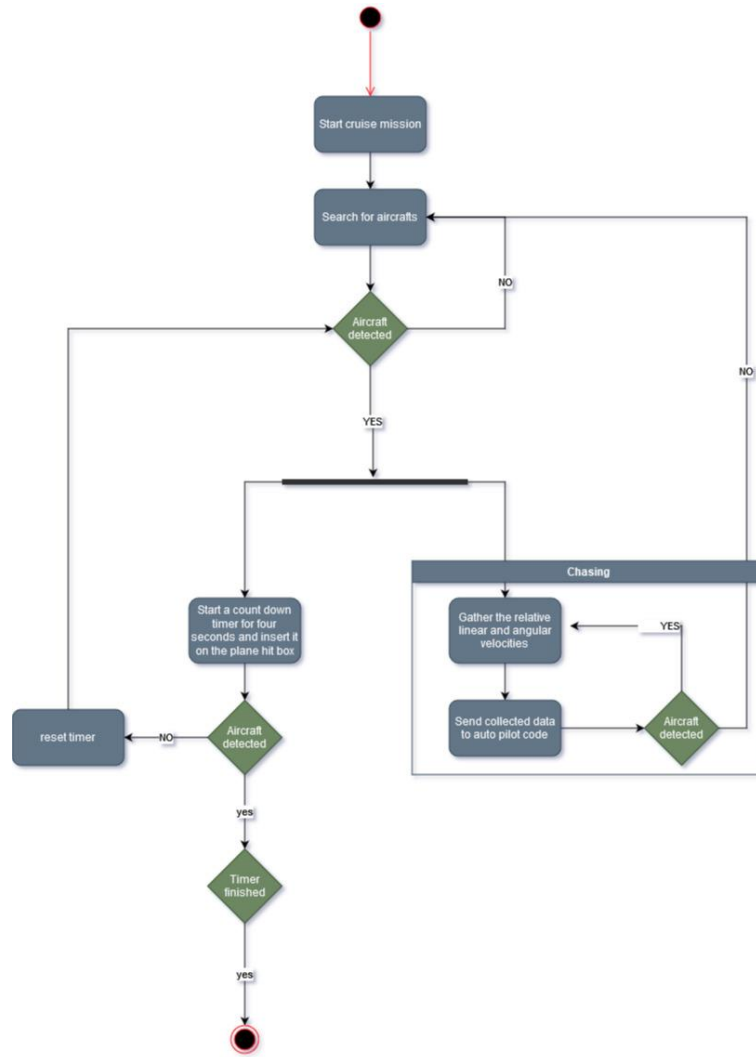 Start cruise mission
Search for aircrafts
NO
Aircraft
detected
NO
YES
Chasing
Start a count down
timer for four
seconds and insert it
on the plane hit box
Gather the relative
linear and angular
velocities
YES
reset timer
NO
Aircraft
detected
Send collected data
to auto pilot code
Aircraft
detected
yes
Timer
finished
yes